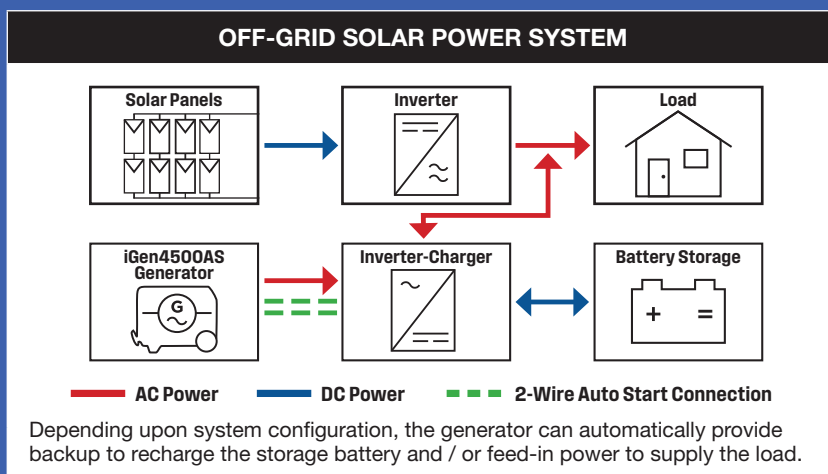 OFF-GRID SOLAR POWER SYSTEM
Solar Panels
Inverter
Load
iGen4500AS
Generator
G
Inverter-Charger
Battery Storage
+ =
AC Power
DC Power
2-Wire Auto Start Connection
Depending upon system configuration, the generator can automatically provide
backup to recharge the storage battery and / or feed-in power to supply the load.